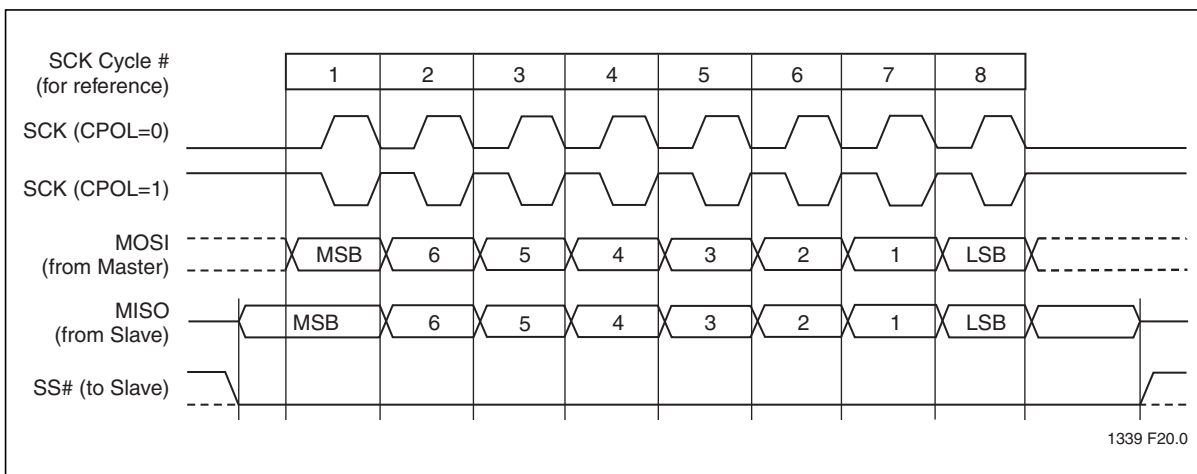 SCK Cycle #
(for reference)
1 2 3 4 5 6 7 8
SCK (CPOL=0)
SCK (CPOL=1)
MOSI
(from Master)
MSB 6 5 4 3 2 1 LSB
MISO
(from Slave)
MSB 6 5 4 3 2 1 LSB
SS# (to Slave)
1339 F20.0